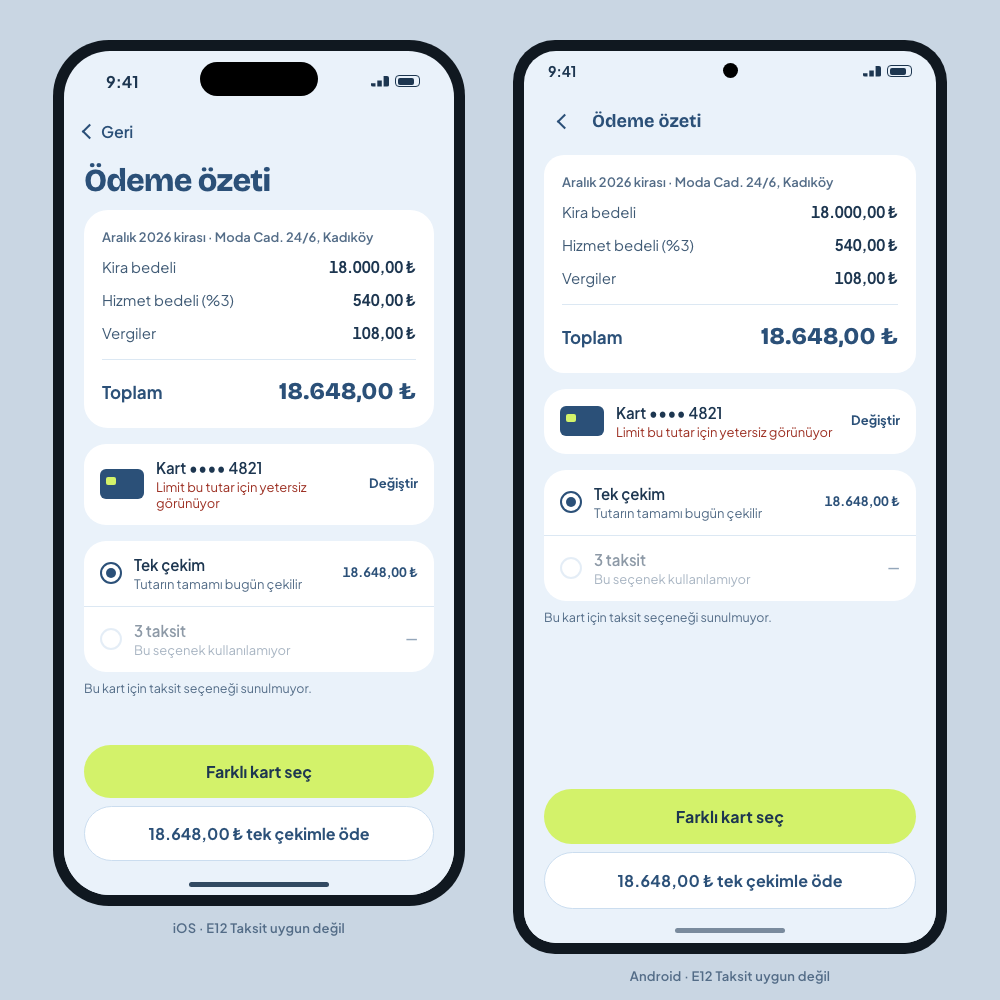 9:41
Geri
Ödeme özeti
Aralık 2026 kirası · Moda Cad. 24/6, Kadıköy
Kira bedeli 18.000,00 ₺
Hizmet bedeli (%3) 540,00 ₺
Vergiler 108,00 ₺
Toplam 18.648,00 ₺
Kart •••• 4821
Limit bu tutar için yetersiz
görünüyor
Değiştir
Tek çekim
Tutarın tamamı bugün çekilir
18.648,00 ₺
3 taksit
Bu seçenek kullanılamıyor
—
Bu kart için taksit seçeneği sunulmuyor.
Farklı kart seç
18.648,00 ₺ tek çekimle öde
iOS · E12 Taksit uygun değil
9:41
Ödeme özeti
Aralık 2026 kirası · Moda Cad. 24/6, Kadıköy
Kira bedeli 18.000,00 ₺
Hizmet bedeli (%3) 540,00 ₺
Vergiler 108,00 ₺
Toplam 18.648,00 ₺
Kart •••• 4821
Limit bu tutar için yetersiz görünüyor
Değiştir
Tek çekim
Tutarın tamamı bugün çekilir
18.648,00 ₺
3 taksit
Bu seçenek kullanılamıyor
—
Bu kart için taksit seçeneği sunulmuyor.
Farklı kart seç
18.648,00 ₺ tek çekimle öde
Android · E12 Taksit uygun değil